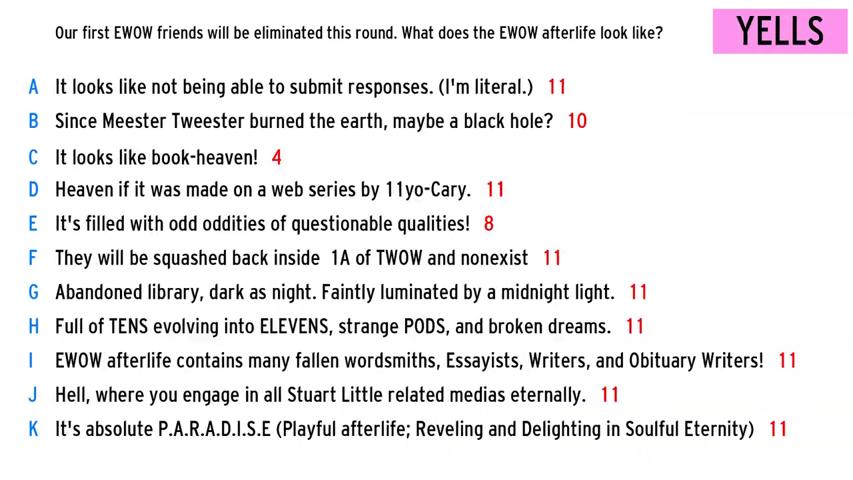 Our first EWOW friends will be eliminated this round. What does the EWOW afterlife look like?
YELLS
A It looks like not being able to submit responses. (I'm literal.) 11
B Since Meester Tweester burned the earth, maybe a black hole? 10
C It looks like book-heaven! 4
D Heaven if it was made on a web series by 11yo-Cary. 11
E It's filled with odd oddities of questionable qualities! 8
F They will be squashed back inside 1A of TWOW and nonexist 11
G Abandoned library, dark as night. Faintly luminated by a midnight light. 11
H Full of TENS evolving into ELEVENS, strange PODS, and broken dreams. 11
I EWOW afterlife contains many fallen wordsmiths, Essayists, Writers, and Obituary Writers! 11
J Hell, where you engage in all Stuart Little related medias eternally. 11
K It's absolute P.A.R.A.D.I.S.E (Playful afterlife; Reveling and Delighting in Soulful Eternity) 11